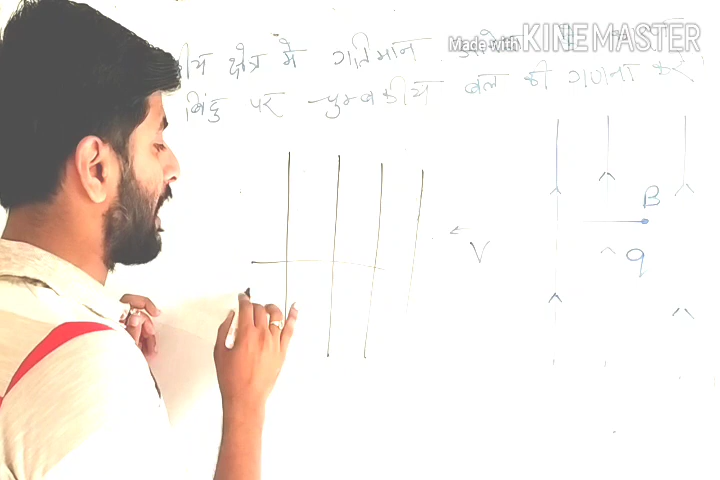 क्षेत्र में गतिमान
Made with KINEMASTER
बिंदु पर चुम्बकीय बल की गणना करें
B
V
q